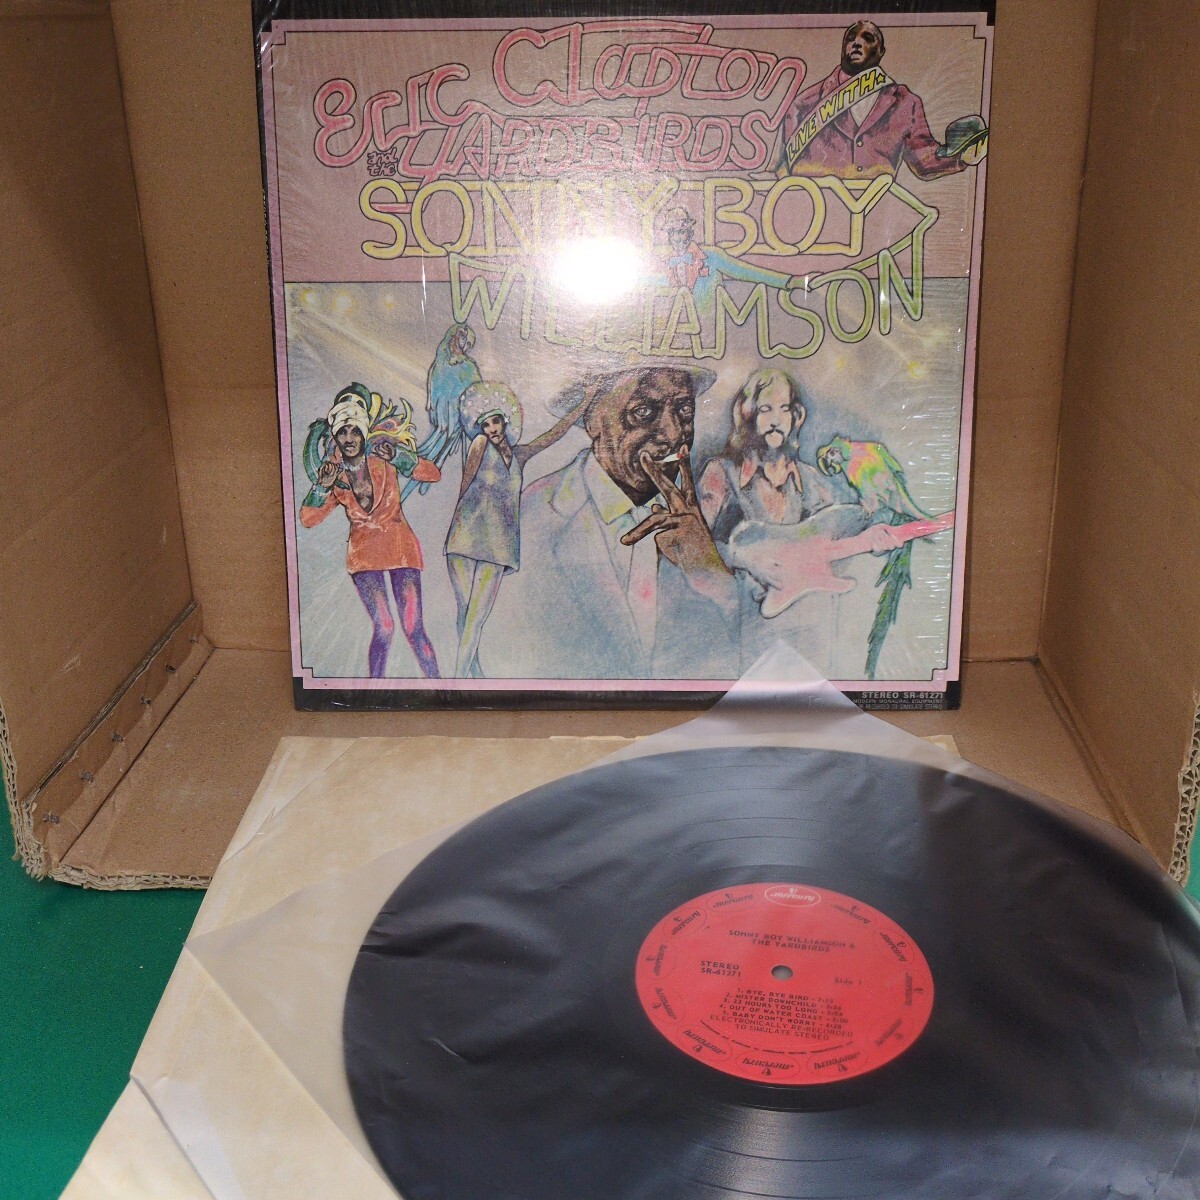 Eric Clapton
and the YARDBIRDS
LIVE WITH
SONNY BOY
WILLIAMSON
STEREO SR-61271
mercury
SONNY BOY WILLIAMSON &
THE YARDBIRDS
STEREO
SR-61271
Side 1
1. BYE, BYE BIRD
2. MISTER DOWNCHILD
3. 23 HOURS TOO LONG
4. OUT OF WATER COAST
5. BABY DON'T WORRY
ELECTRONICALLY RE-RECORDED
TO SIMULATE STEREO